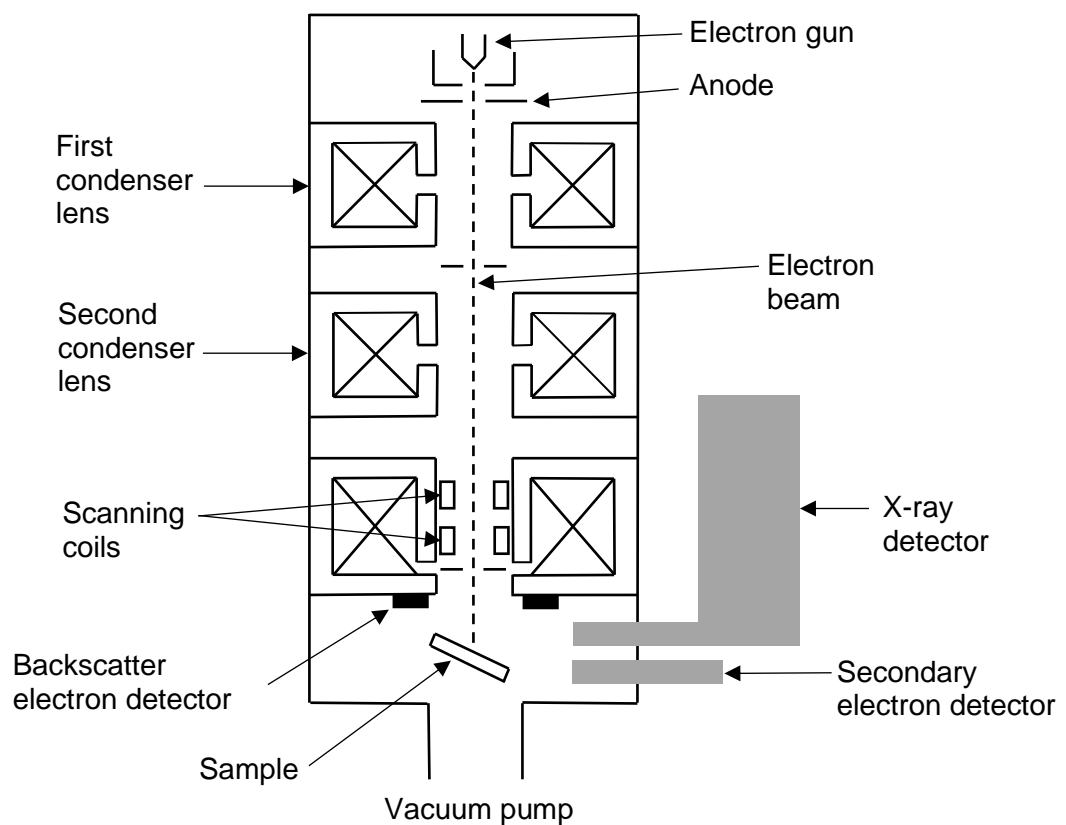 Electron gun
Anode
First
condenser
lens
Electron
beam
Second
condenser
lens
Scanning
coils
X-ray
detector
Backscatter
electron detector
Secondary
electron detector
Sample
Vacuum pump